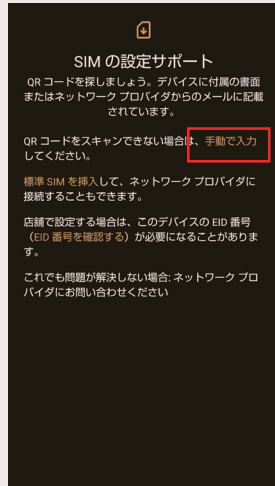 SIM の設定サポート
QR コードを探しましょう。デバイスに付属の書面
またはネットワーク プロバイダからのメールに記載
されています。
QR コードをスキャンできない場合は、手動で入力
してください。
標準 SIM を挿入して、ネットワーク プロバイダに
接続することもできます。
店舗で設定する場合は、このデバイスの EID 番号
（EID 番号を確認する）が必要になることがありま
す。
これでも問題が解決しない場合: ネットワーク プロ
バイダにお問い合わせください